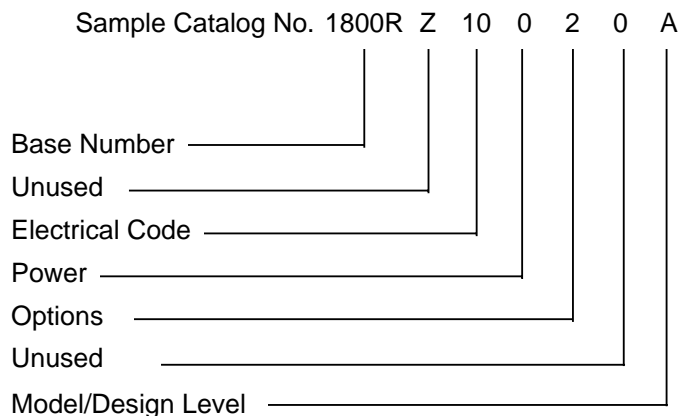 Sample Catalog No. 1800R Z 10 0 2 0 A
Base Number
Unused
Electrical Code
Power
Options
Unused
Model/Design Level